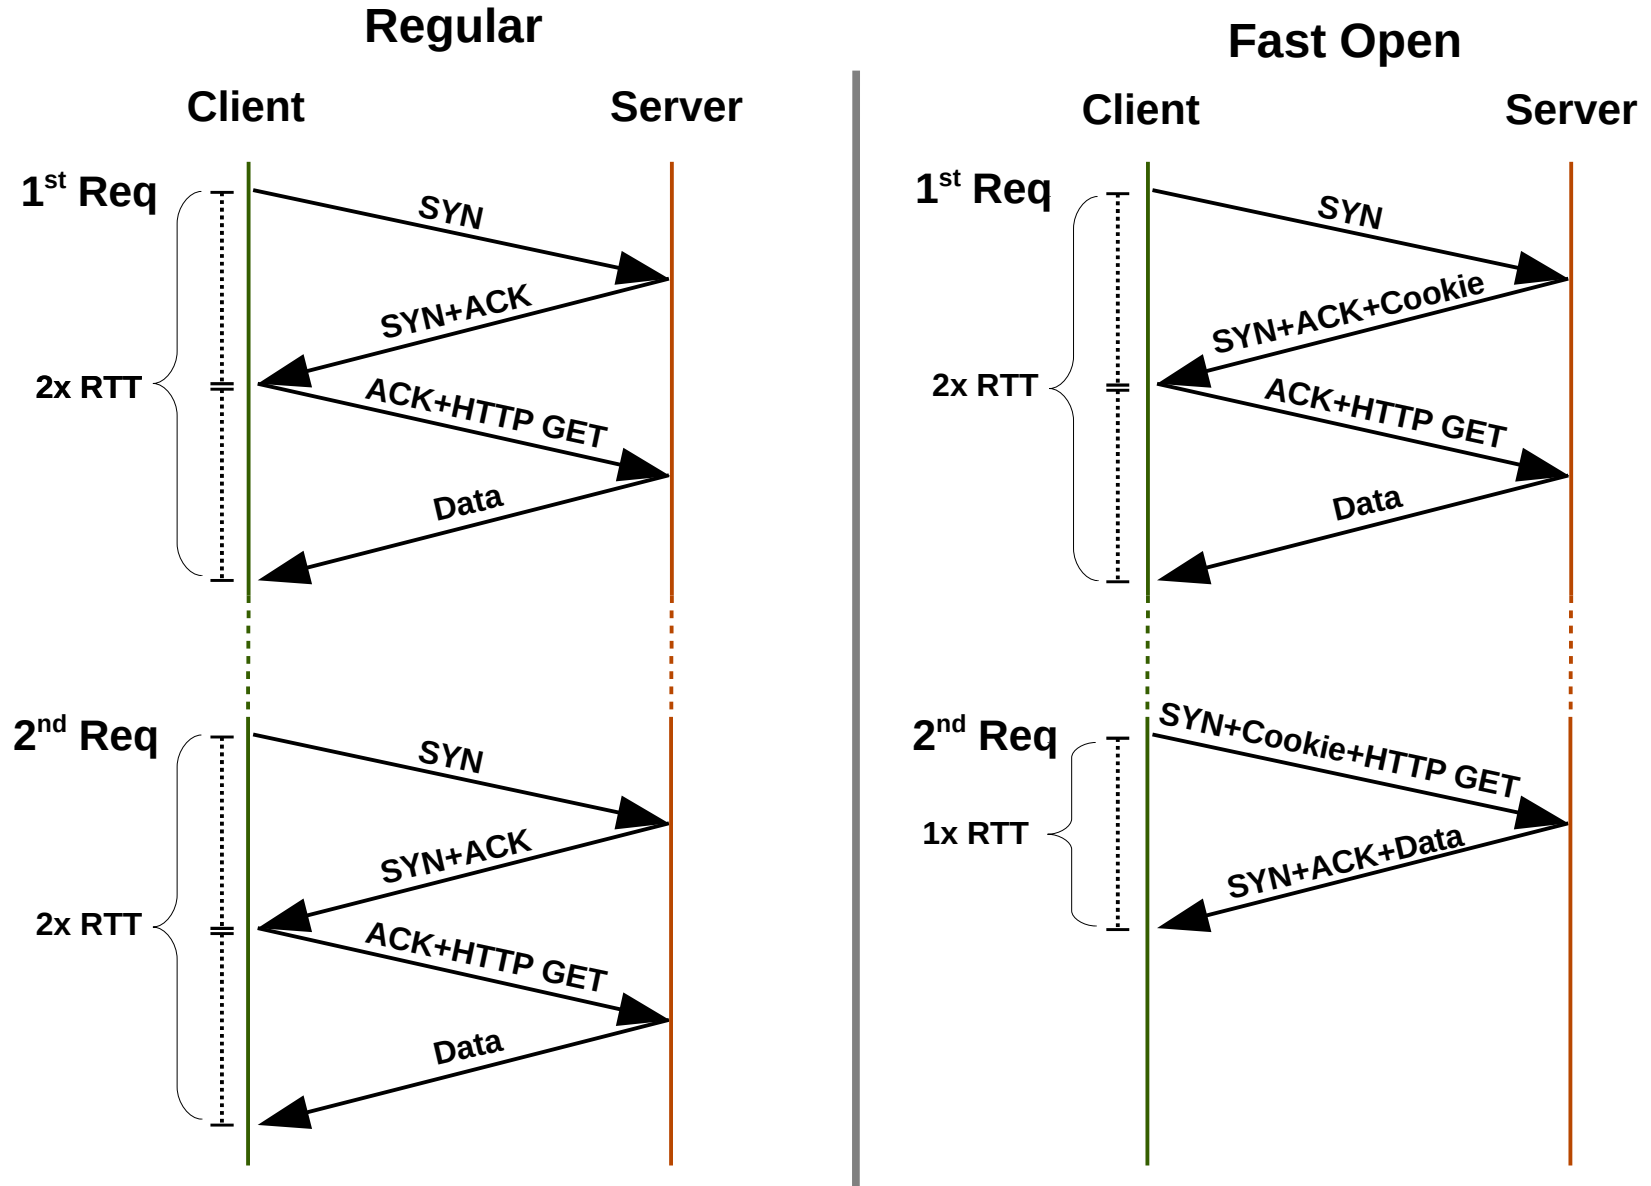 Regular
Client Server
1st Req
SYN
SYN+ACK
2x RTT
ACK+HTTP GET
Data
2nd Req
SYN
SYN+ACK
2x RTT
ACK+HTTP GET
Data
Fast Open
Client Server
1st Req
SYN
SYN+ACK+Cookie
2x RTT
ACK+HTTP GET
Data
2nd Req
SYN+Cookie+HTTP GET
1x RTT
SYN+ACK+Data